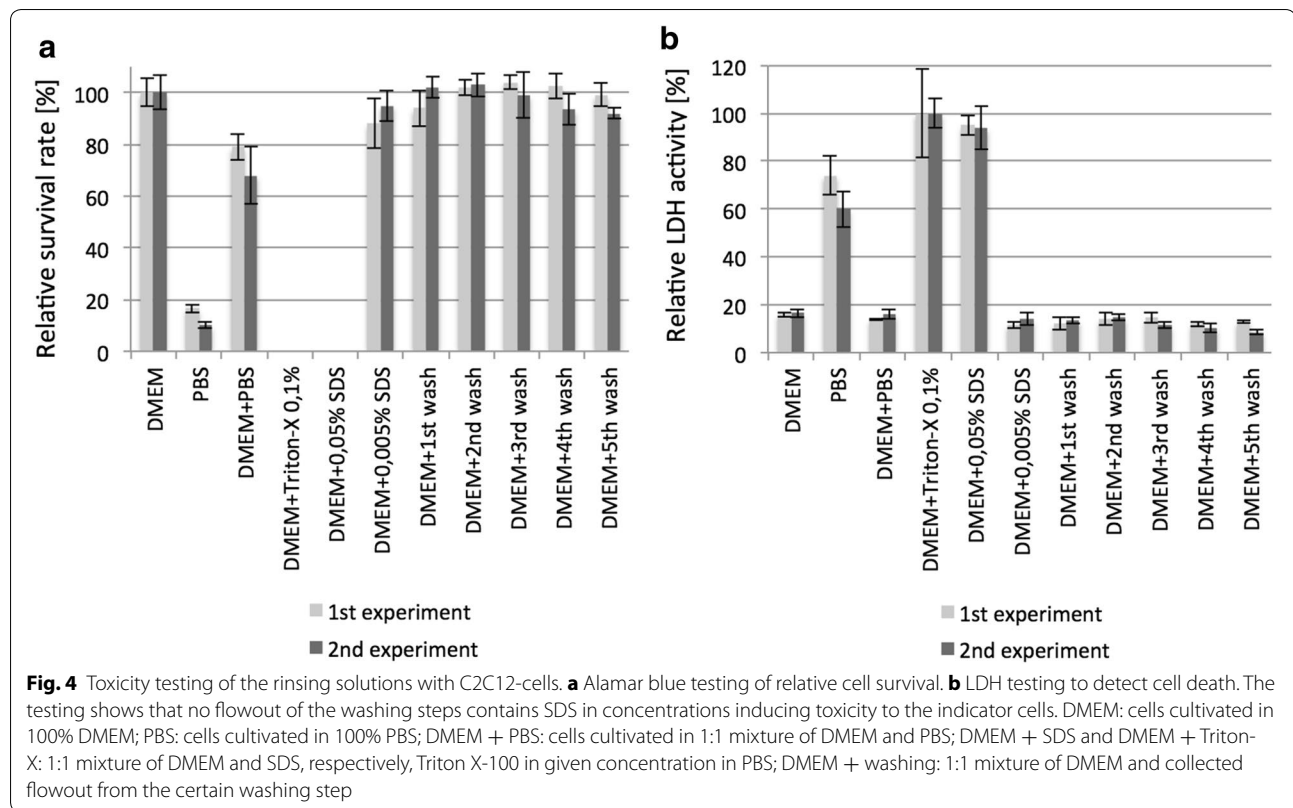 a
Relative survival rate [%]
100
80
60
40
20
0
DMEM
PBS
DMEM+PBS
DMEM+Triton-X 0,1%
DMEM+0,05% SDS
DMEM+0,005% SDS
DMEM+1st wash
DMEM+2nd wash
DMEM+3rd wash
DMEM+4th wash
DMEM+5th wash
1st experiment
2nd experiment
b
Relative LDH activity [%]
120
100
80
60
40
20
0
DMEM
PBS
DMEM+PBS
DMEM+Triton-X 0,1%
DMEM+0,05% SDS
DMEM+0,005% SDS
DMEM+1st wash
DMEM+2nd wash
DMEM+3rd wash
DMEM+4th wash
DMEM+5th wash
1st experiment
2nd experiment
Fig. 4 Toxicity testing of the rinsing solutions with C2C12-cells. a Alamar blue testing of relative cell survival. b LDH testing to detect cell death. The
testing shows that no flowout of the washing steps contains SDS in concentrations inducing toxicity to the indicator cells. DMEM: cells cultivated in
100% DMEM; PBS: cells cultivated in 100% PBS; DMEM + PBS: cells cultivated in 1:1 mixture of DMEM and PBS; DMEM + SDS and DMEM + Triton-
X: 1:1 mixture of DMEM and SDS, respectively, Triton X-100 in given concentration in PBS; DMEM + washing: 1:1 mixture of DMEM and collected
flowout from the certain washing step